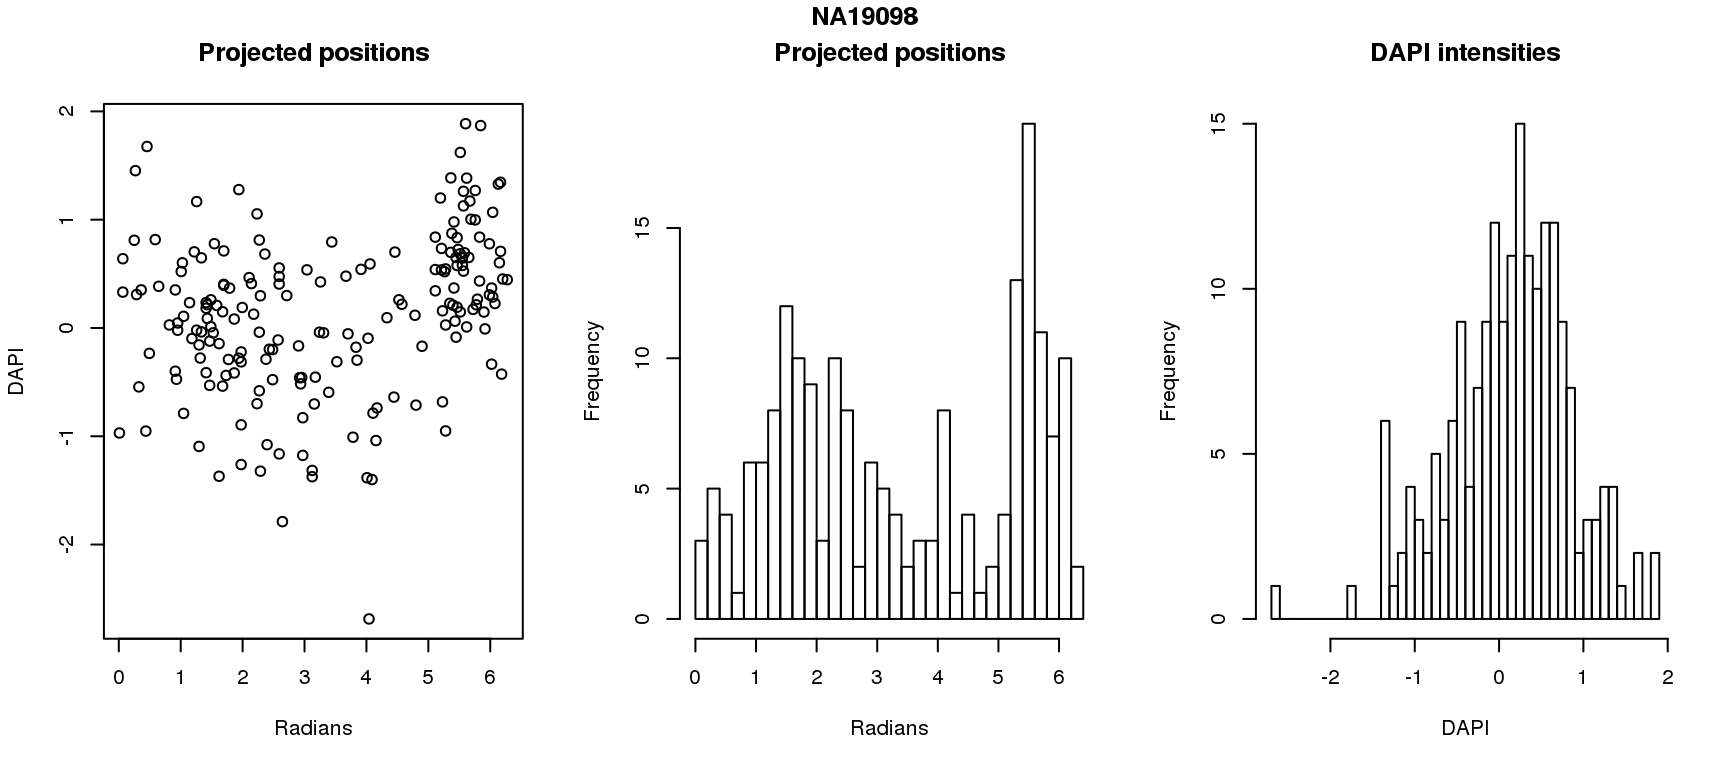 NA19098
Projected positions
DAPI
2
1
0
-1
-2
0 1 2 3 4 5 6
Radians
Projected positions
Frequency
15
10
5
0
0 1 2 3 4 5 6
Radians
DAPI intensities
Frequency
15
10
5
0
-2 -1 0 1 2
DAPI